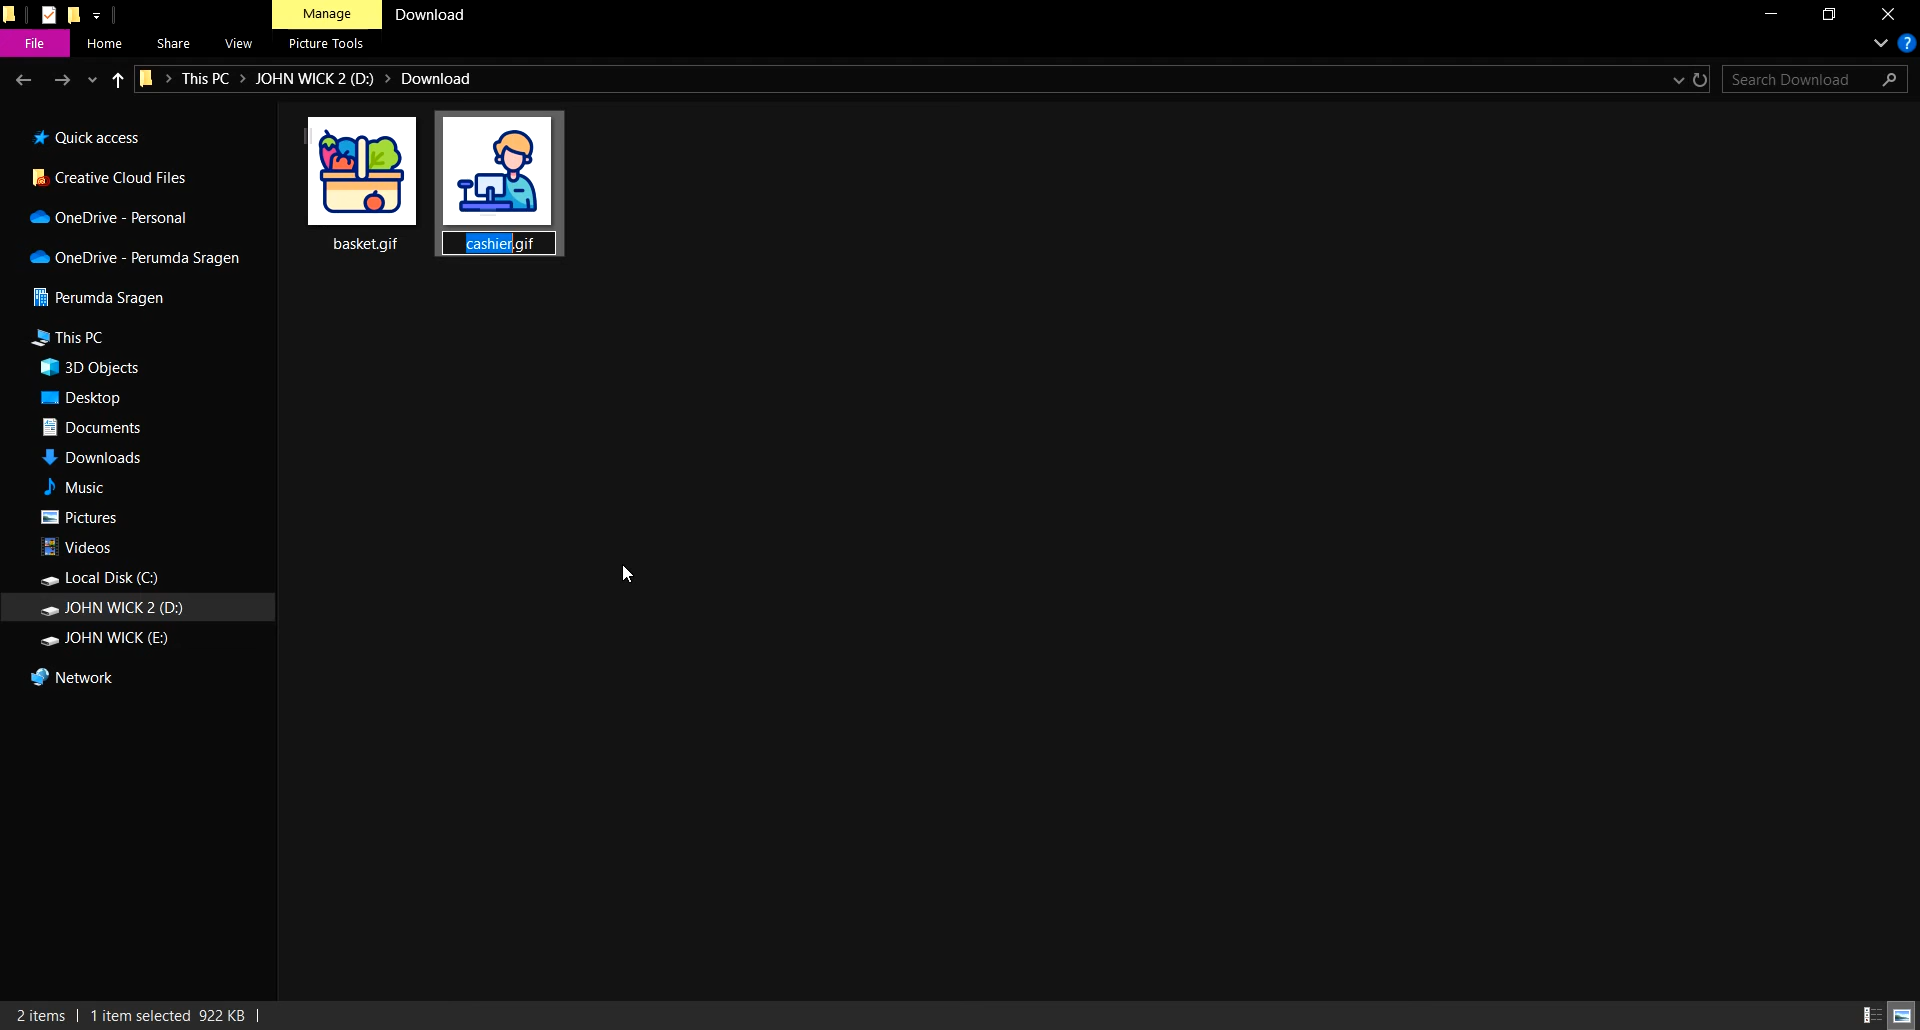 Manage
Download
File
Home
Share
View
Picture Tools
?
This PC
JOHN WICK 2 (D:)
Download
Search Download
Quick access
Creative Cloud Files
OneDrive - Personal
OneDrive - Perumda Sragen
Perumda Sragen
This PC
3D Objects
Desktop
Documents
Downloads
Music
Pictures
Videos
Local Disk (C:)
JOHN WICK 2 (D:)
JOHN WICK (E:)
Network
basket.gif
cashier.gif
2 items
1 item selected 922 KB